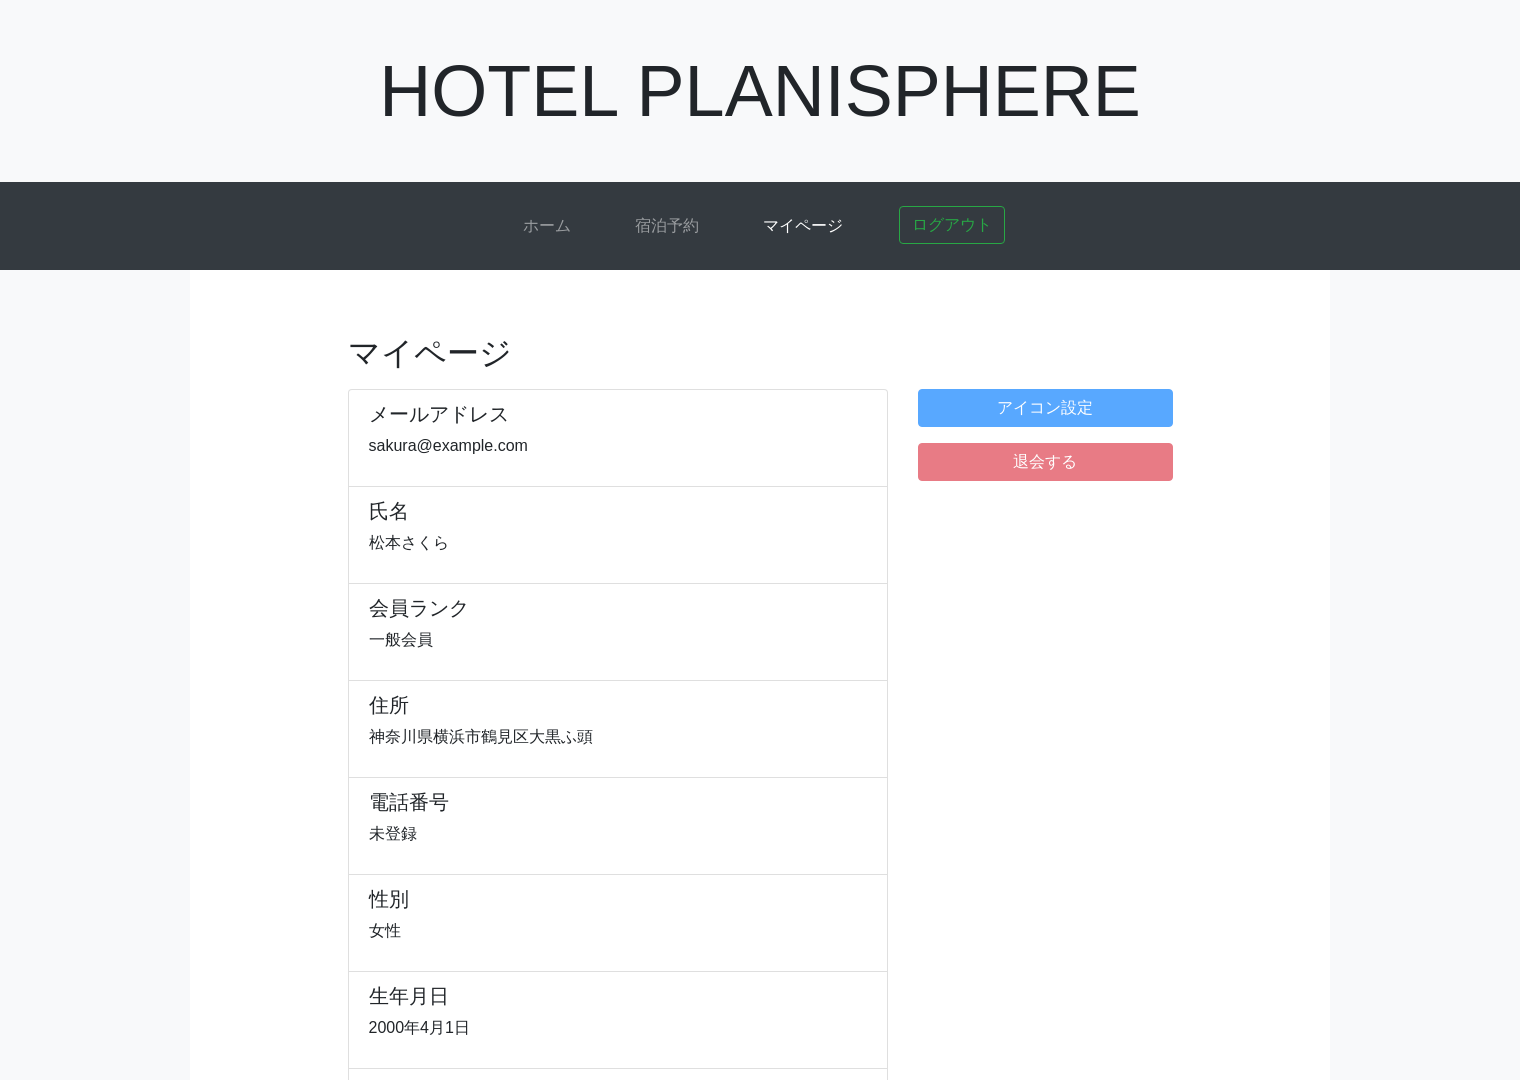 HOTEL PLANISPHERE
ホーム
宿泊予約
マイページ
ログアウト
マイページ
メールアドレス
sakura@example.com
氏名
松本さくら
会員ランク
一般会員
住所
神奈川県横浜市鶴見区大黒ふ頭
電話番号
未登録
性別
女性
生年月日
2000年4月1日
アイコン設定
退会する